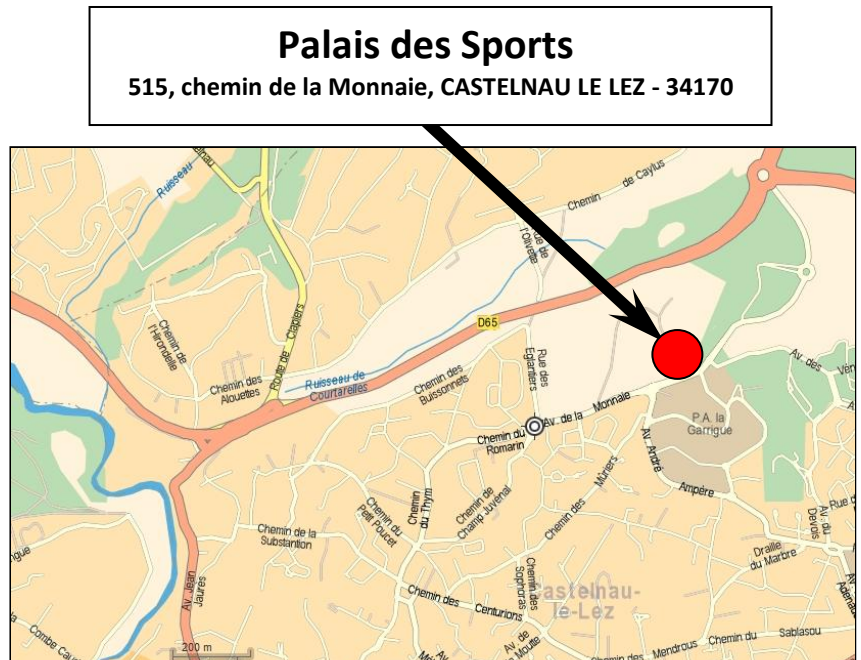 Palais des Sports
515, chemin de la Monnaie, CASTELNAU LE LEZ - 34170
Ruisseau
Chemin de Caylus
Rue de
l'Olivette
Chemin de
l'Hirondelle
Route de Clapiers
D65
Chemin des
Alouettes
Ruisseau de
Courtarelles
Chemin des
Buissonnets
Rue des
Eglantiers
Av. des
Av. de la Monnaie
P.A. la
Garrigue
Chemin du
Romarin
Av. André
Ampère
Chemin
du Thym
Chemin de
Champ Juvénal
Chemin des Mûriers
Chemin du
Petit Poucet
Chemin de la
Substantion
Av. du
Devois
Rue d
Draille
du Marbre
Av. Jean
Jaures
Chemin des Centurions
Chemin des
Sophoras
Castelnau-
le-Lez
Av. de
Chemin du Sablasou
Mendrous
200 m